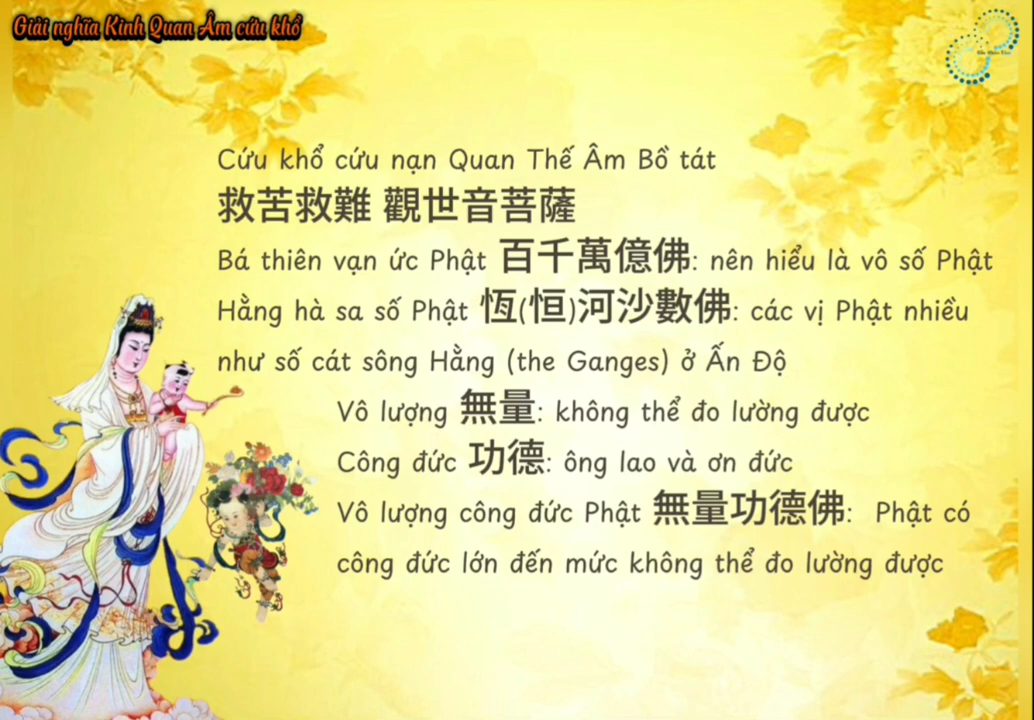 Giải nghĩa Kinh Quan Âm cứu khổ
Cứu khổ cứu nạn Quan Thế Âm Bồ tát
救苦救難 觀世音菩薩
Bá thiên vạn ức Phật 百千萬億佛: nên hiểu là vô số Phật
Hằng hà sa số Phật 恆(恒)河沙數佛: các vị Phật nhiều
như số cát sông Hằng (the Ganges) ở Ấn Độ
Vô lượng 無量: không thể đo lường được
Công đức 功德: ông lao và ơn đức
Vô lượng công đức Phật 無量功德佛: Phật có
công đức lớn đến mức không thể đo lường được